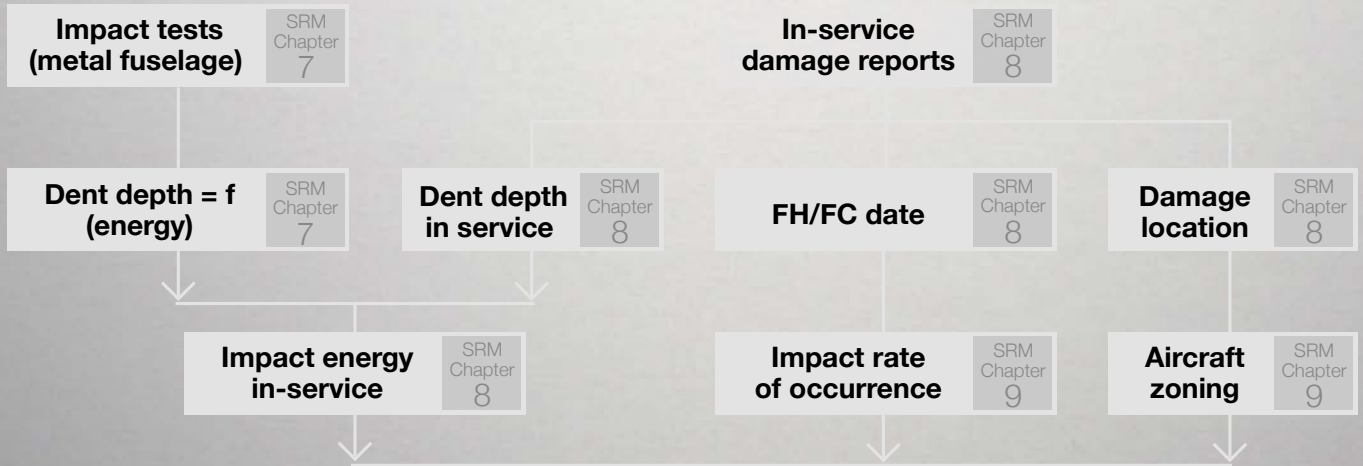 Impact tests
(metal fuselage)
SRM
Chapter
7
In-service
damage reports
SRM
Chapter
8
Dent depth = f
(energy)
SRM
Chapter
7
Dent depth
in service
SRM
Chapter
8
FH/FC date
SRM
Chapter
8
Damage
location
SRM
Chapter
8
Impact energy
in-service
SRM
Chapter
8
Impact rate
of occurrence
SRM
Chapter
9
Aircraft
zoning
SRM
Chapter
9